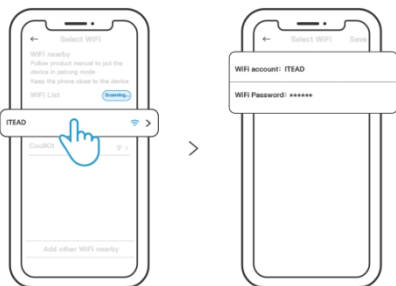 ← Select WiFi
WiFi nearby
Follow product manual to put the
device in pairing mode
Keep the phone close to the device
WiFi List Scanning...
ITEAD >
CoolKit >
Add other WiFi nearby
>
← Select WiFi Save
WiFi account: ITEAD
WiFi Password: ******